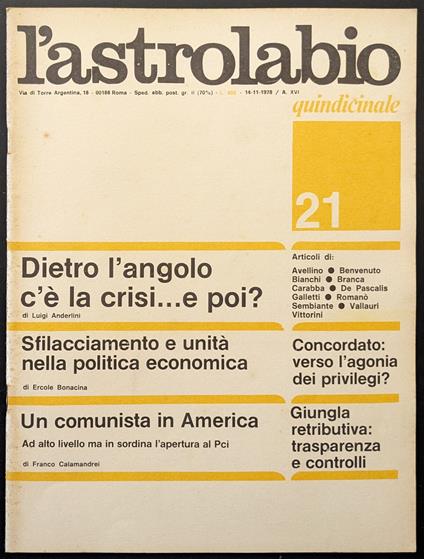 l'astrolabio
Via di Torre Argentina, 18 - 00186 Roma - Sped. abb. post. gr. II (70%) - L. - 14-11-1978 / A. XVI
quindicinale
21
Dietro l'angolo
c'è la crisi...e poi?
di Luigi Anderlini
Articoli di:
Avellino ● Benvenuto
Bianchi ● Branca
Carabba ● De Pascalis
Galletti ● Romanò
Sembiante ● Vallauri
Vittorini
Sfilacciamento e unità
nella politica economica
di Ercole Bonacina
Concordato:
verso l'agonia
dei privilegi?
Un comunista in America
Ad alto livello ma in sordina l'apertura al Pci
di Franco Calamandrei
Giungla
retributiva:
trasparenza
e controlli